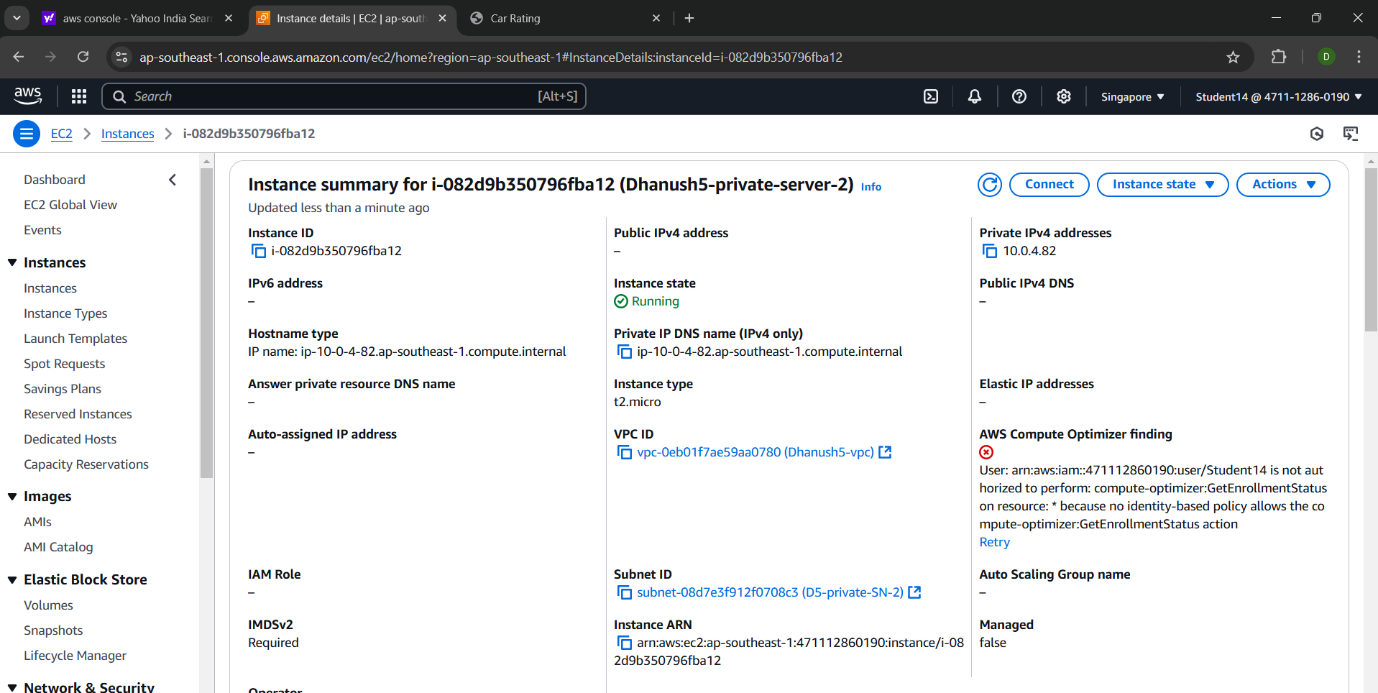 aws console - Yahoo India Sear
Instance details | EC2 | ap-south
Car Rating
ap-southeast-1.console.aws.amazon.com/ec2/home?region=ap-southeast-1#InstanceDetails:instanceId=i-082d9b350796fba12
D
aws
Search
[Alt+S]
Singapore
Student14 @ 4711-1286-0190
EC2
Instances
i-082d9b350796fba12
Dashboard
EC2 Global View
Events
Instances
Instances
Instance Types
Launch Templates
Spot Requests
Savings Plans
Reserved Instances
Dedicated Hosts
Capacity Reservations
Images
AMIs
AMI Catalog
Elastic Block Store
Volumes
Snapshots
Lifecycle Manager
Network & Security
Instance summary for i-082d9b350796fba12 (Dhanush5-private-server-2) Info
Connect
Instance state
Actions
Updated less than a minute ago
Instance ID
i-082d9b350796fba12
Public IPv4 address
–
Private IPv4 addresses
10.0.4.82
IPv6 address
–
Instance state
Running
Public IPv4 DNS
–
Hostname type
IP name: ip-10-0-4-82.ap-southeast-1.compute.internal
Private IP DNS name (IPv4 only)
ip-10-0-4-82.ap-southeast-1.compute.internal
Answer private resource DNS name
–
Instance type
t2.micro
Elastic IP addresses
–
Auto-assigned IP address
–
VPC ID
vpc-0eb01f7ae59aa0780 (Dhanush5-vpc)
AWS Compute Optimizer finding
User: arn:aws:iam::471112860190:user/Student14 is not aut
horized to perform: compute-optimizer:GetEnrollmentStatus
on resource: * because no identity-based policy allows the co
mpute-optimizer:GetEnrollmentStatus action
Retry
IAM Role
–
Subnet ID
subnet-08d7e3f912f0708c3 (D5-private-SN-2)
Auto Scaling Group name
–
IMDSv2
Required
Instance ARN
arn:aws:ec2:ap-southeast-1:471112860190:instance/i-08
2d9b350796fba12
Managed
false
Operator